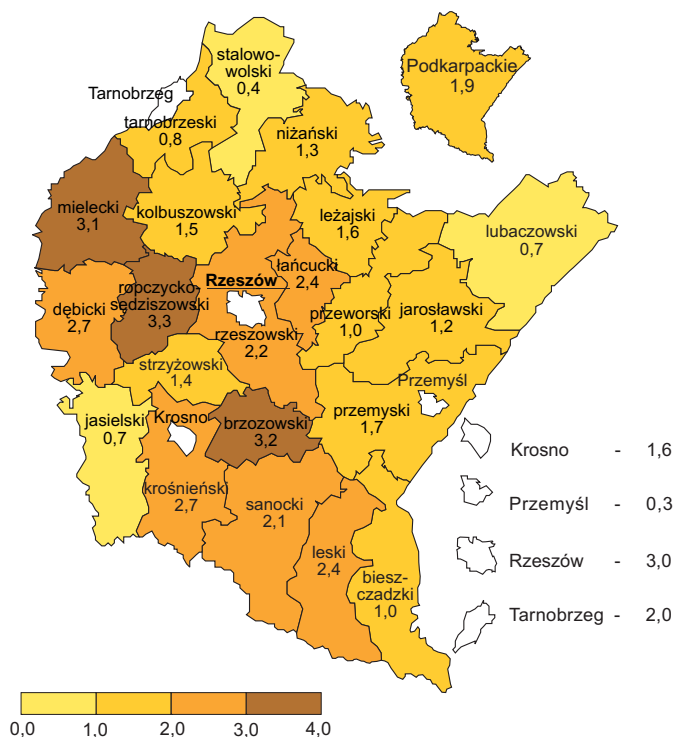 stalowo-
wolski
0,4
Podkarpackie
1,9
Tarnobrzeg
tarnobrzeski
0,8
niżański
1,3
mielecki
3,1
kolbuszowski
1,5
leżajski
1,6
lubaczowski
0,7
ropczycko-
sędziszowski
3,3
Rzeszów
łańcucki
2,4
dębicki
2,7
przeworski
1,0
jarosławski
1,2
rzeszowski
2,2
strzyżowski
1,4
Przemyśl
jasielski
0,7
Krosno
brzozowski
3,2
przemyski
1,7
krośnieński
2,7
sanocki
2,1
leski
2,4
biesz-
czadzki
1,0
Krosno - 1,6
Przemyśl - 0,3
Rzeszów - 3,0
Tarnobrzeg - 2,0
0,0 1,0 2,0 3,0 4,0